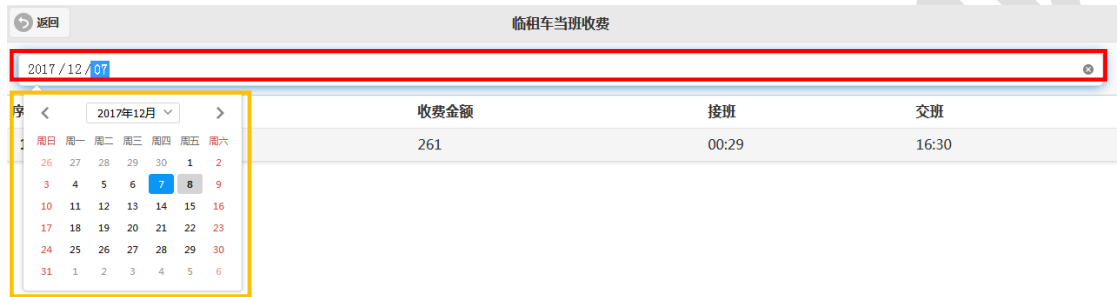 返回
临租车当班收费
2017/12/07
序 收费金额 接班 交班
1 261 00:29 16:30
2017年12月
周日 周一 周二 周三 周四 周五 周六
26 27 28 29 30 1 2
3 4 5 6 7 8 9
10 11 12 13 14 15 16
17 18 19 20 21 22 23
24 25 26 27 28 29 30
31 1 2 3 4 5 6